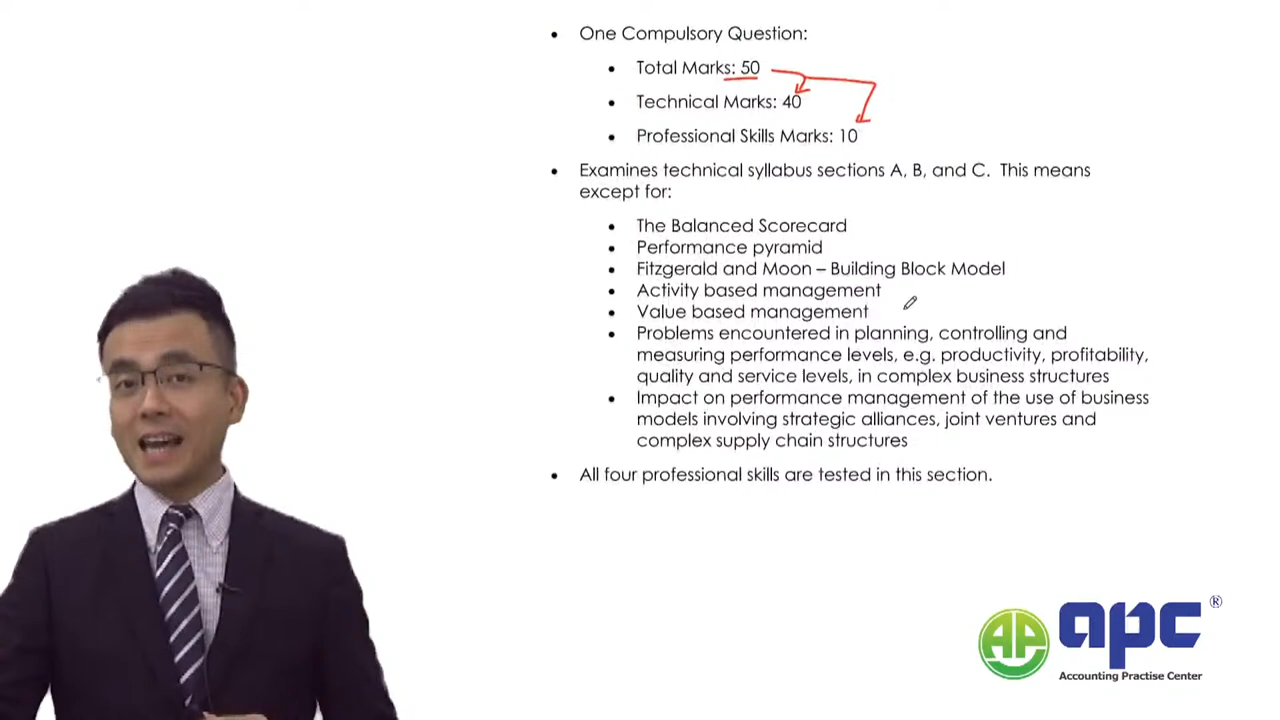 • One Compulsory Question:
• Total Marks: 50
• Technical Marks: 40
• Professional Skills Marks: 10
• Examines technical syllabus sections A, B, and C.  This means
except for:
• The Balanced Scorecard
• Performance pyramid
• Fitzgerald and Moon – Building Block Model
• Activity based management
• Value based management
• Problems encountered in planning, controlling and
measuring performance levels, e.g. productivity, profitability,
quality and service levels, in complex business structures
• Impact on performance management of the use of business
models involving strategic alliances, joint ventures and
complex supply chain structures
• All four professional skills are tested in this section.
AP apc ®
Accounting Practise Center